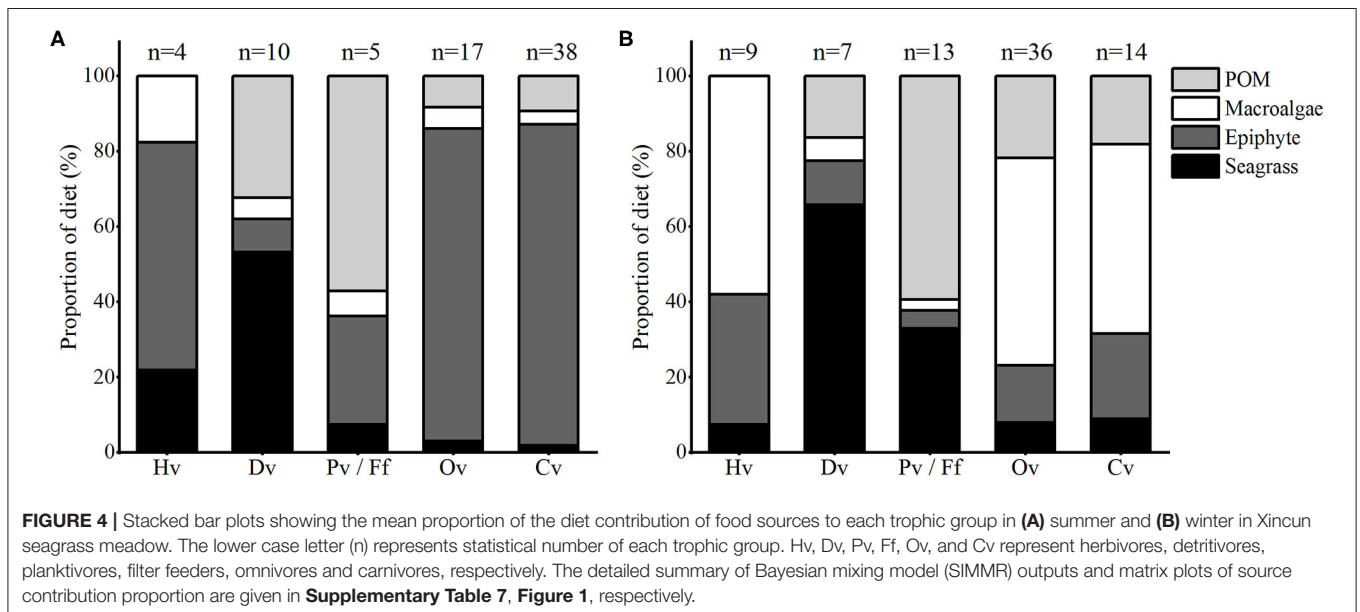 A
n=4 n=10 n=5 n=17 n=38
100
80
60
40
20
0
Proportion of diet (%)
Hv Dv Pv / Ff Ov Cv
B
n=9 n=7 n=13 n=36 n=14
100
80
60
40
20
0
Proportion of diet (%)
Hv Dv Pv / Ff Ov Cv
POM
Macroalgae
Epiphyte
Seagrass
FIGURE 4 | Stacked bar plots showing the mean proportion of the diet contribution of food sources to each trophic group in (A) summer and (B) winter in Xincun
seagrass meadow. The lower case letter (n) represents statistical number of each trophic group. Hv, Dv, Pv, Ff, Ov, and Cv represent herbivores, detritivores,
planktivores, filter feeders, omnivores and carnivores, respectively. The detailed summary of Bayesian mixing model (SIMMR) outputs and matrix plots of source
contribution proportion are given in Supplementary Table 7, Figure 1, respectively.